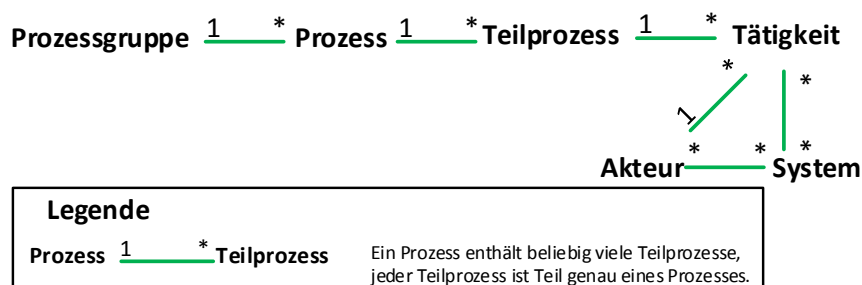 Prozessgruppe 1 * Prozess 1 * Teilprozess 1 * Tätigkeit
* *
1
* * *
Akteur System
Legende
Prozess 1 * Teilprozess
Ein Prozess enthält beliebig viele Teilprozesse,
jeder Teilprozess ist Teil genau eines Prozesses.